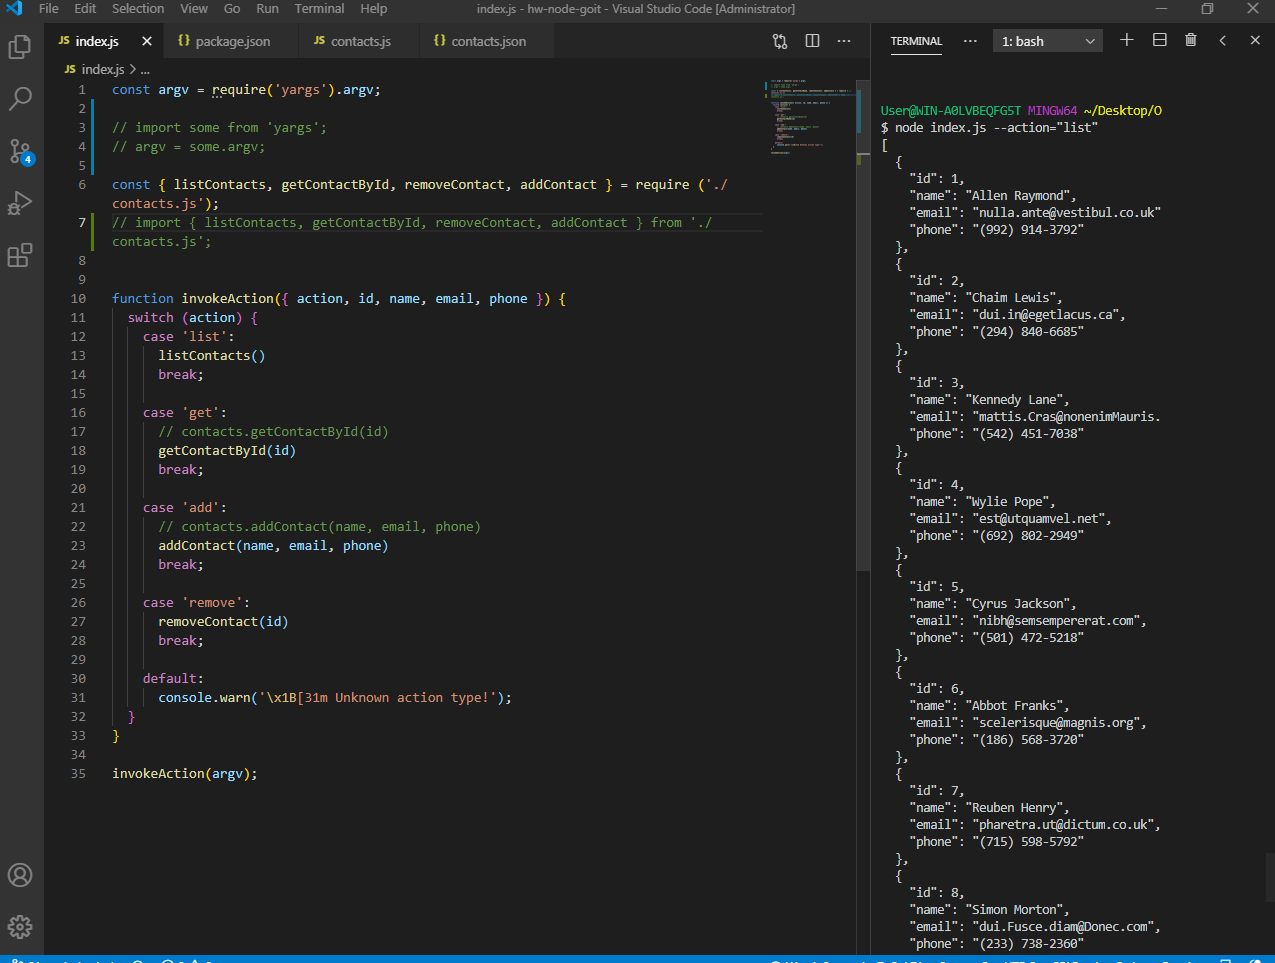 File Edit Selection View Go Run Terminal Help
index.js - hw-node-goit - Visual Studio Code [Administrator]
JS index.js × {} package.json JS contacts.js {} contacts.json
JS index.js > ...
1 const argv = require('yargs').argv;
2
3 // import some from 'yargs';
4 // argv = some.argv;
5
6 const { listContacts, getContactById, removeContact, addContact } = require ('./
contacts.js');
7 // import { listContacts, getContactById, removeContact, addContact } from './
contacts.js';
8
9
10 function invokeAction({ action, id, name, email, phone }) {
11 switch (action) {
12 case 'list':
13 listContacts()
14 break;
15
16 case 'get':
17 // contacts.getContactById(id)
18 getContactById(id)
19 break;
20
21 case 'add':
22 // contacts.addContact(name, email, phone)
23 addContact(name, email, phone)
24 break;
25
26 case 'remove':
27 removeContact(id)
28 break;
29
30 default:
31 console.warn('\x1B[31m Unknown action type!');
32 }
33 }
34
35 invokeAction(argv);
4
TERMINAL ... 1: bash
User@WIN-A0LVBEQFG5T MINGW64 ~/Desktop/O
$ node index.js --action="list"
[
{
"id": 1,
"name": "Allen Raymond",
"email": "nulla.ante@vestibul.co.uk"
"phone": "(992) 914-3792"
},
{
"id": 2,
"name": "Chaim Lewis",
"email": "dui.in@egetlacus.ca",
"phone": "(294) 840-6685"
},
{
"id": 3,
"name": "Kennedy Lane",
"email": "mattis.Cras@nonenimMauris.
"phone": "(542) 451-7038"
},
{
"id": 4,
"name": "Wylie Pope",
"email": "est@utquamvel.net",
"phone": "(692) 802-2949"
},
{
"id": 5,
"name": "Cyrus Jackson",
"email": "nibh@semsempererat.com",
"phone": "(501) 472-5218"
},
{
"id": 6,
"name": "Abbot Franks",
"email": "scelerisque@magnis.org",
"phone": "(186) 568-3720"
},
{
"id": 7,
"name": "Reuben Henry",
"email": "pharetra.ut@dictum.co.uk",
"phone": "(715) 598-5792"
},
{
"id": 8,
"name": "Simon Morton",
"email": "dui.Fusce.diam@Donec.com",
"phone": "(233) 738-2360"